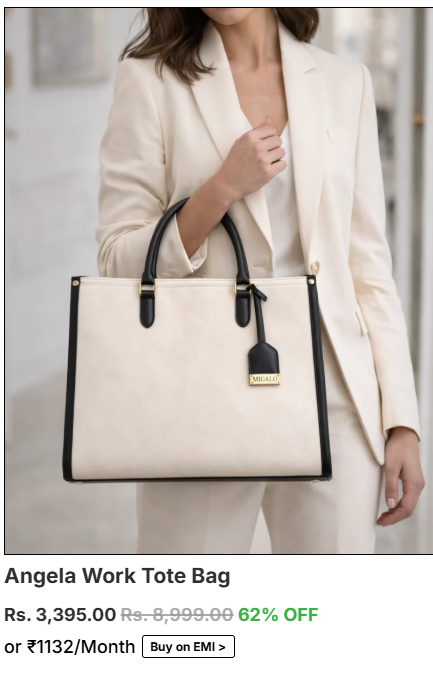 MIGALO
Angela Work Tote Bag
Rs. 3,395.00 Rs. 8,999.00 62% OFF
or ₹1132/Month Buy on EMI >